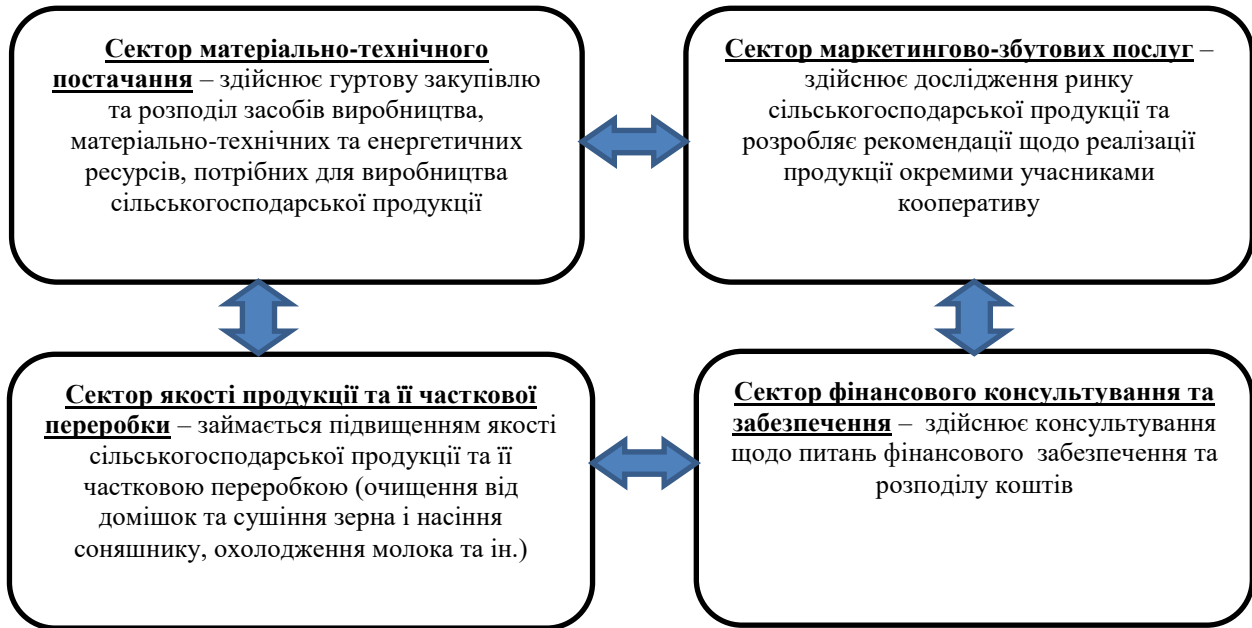 Сектор матеріально-технічного
постачання – здійснює гуртову закупівлю
та розподіл засобів виробництва,
матеріально-технічних та енергетичних
ресурсів, потрібних для виробництва
сільськогосподарської продукції
Сектор маркетингово-збутових послуг –
здійснює дослідження ринку
сільськогосподарської продукції та
розробляє рекомендації щодо реалізації
продукції окремими учасниками
кооперативу
Сектор якості продукції та її часткової
переробки – займається підвищенням якості
сільськогосподарської продукції та її
частковою переробкою (очищення від
домішок та сушіння зерна і насіння
соняшнику, охолодження молока та ін.)
Сектор фінансового консультування та
забезпечення – здійснює консультування
щодо питань фінансового забезпечення та
розподілу коштів